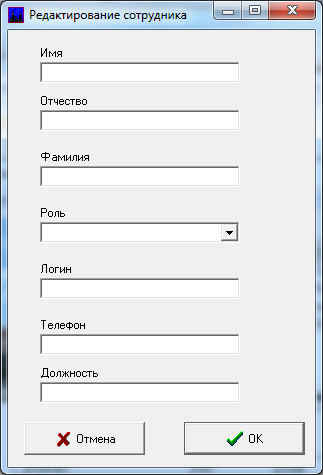 Редактирование сотрудника
Имя
Отчество
Фамилия
Роль
Логин
Телефон
Должность
Отмена
OK